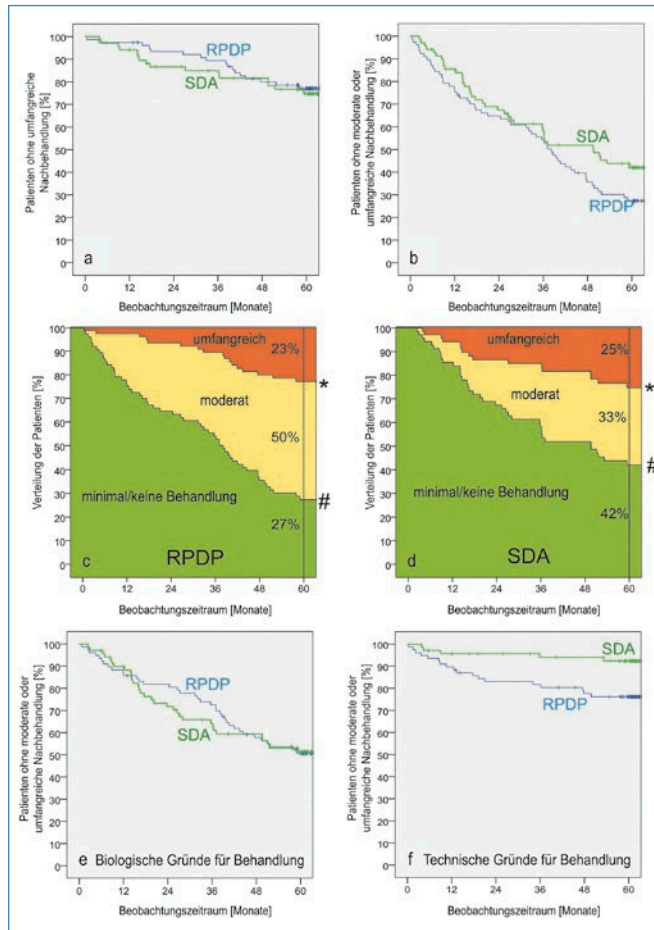 Patienten ohne umfangreiche
Nachbehandlung [%]
100
90
80
70
60
50
40
30
20
10
0
RPDP
SDA
a
0 12 24 36 48 60
Beobachtungszeitraum [Monate]
Patienten ohne moderate oder
umfangreiche Nachbehandlung [%]
100
90
80
70
60
50
40
30
20
10
0
SDA
RPDP
b
0 12 24 36 48 60
Beobachtungszeitraum [Monate]
Verteilung der Patienten [%]
100
90
80
70
60
50
40
30
20
10
0
umfangreich
23%
*
moderat
50%
#
minimal/keine Behandlung
27%
c RPDP
0 12 24 36 48 60
Beobachtungszeitraum [Monate]
Verteilung der Patienten [%]
100
90
80
70
60
50
40
30
20
10
0
umfangreich
25%
*
moderat
33%
#
minimal/keine Behandlung
42%
d SDA
0 12 24 36 48 60
Beobachtungszeitraum [Monate]
Patienten ohne moderate oder
umfangreiche Nachbehandlung [%]
100
90
80
70
60
50
40
30
20
10
0
RPDP
SDA
e Biologische Gründe für Behandlung
0 12 24 36 48 60
Beobachtungszeitraum [Monate]
Patienten ohne moderate oder
umfangreiche Nachbehandlung [%]
100
90
80
70
60
50
40
30
20
10
0
SDA
RPDP
f Technische Gründe für Behandlung
0 12 24 36 48 60
Beobachtungszeitraum [Monate]